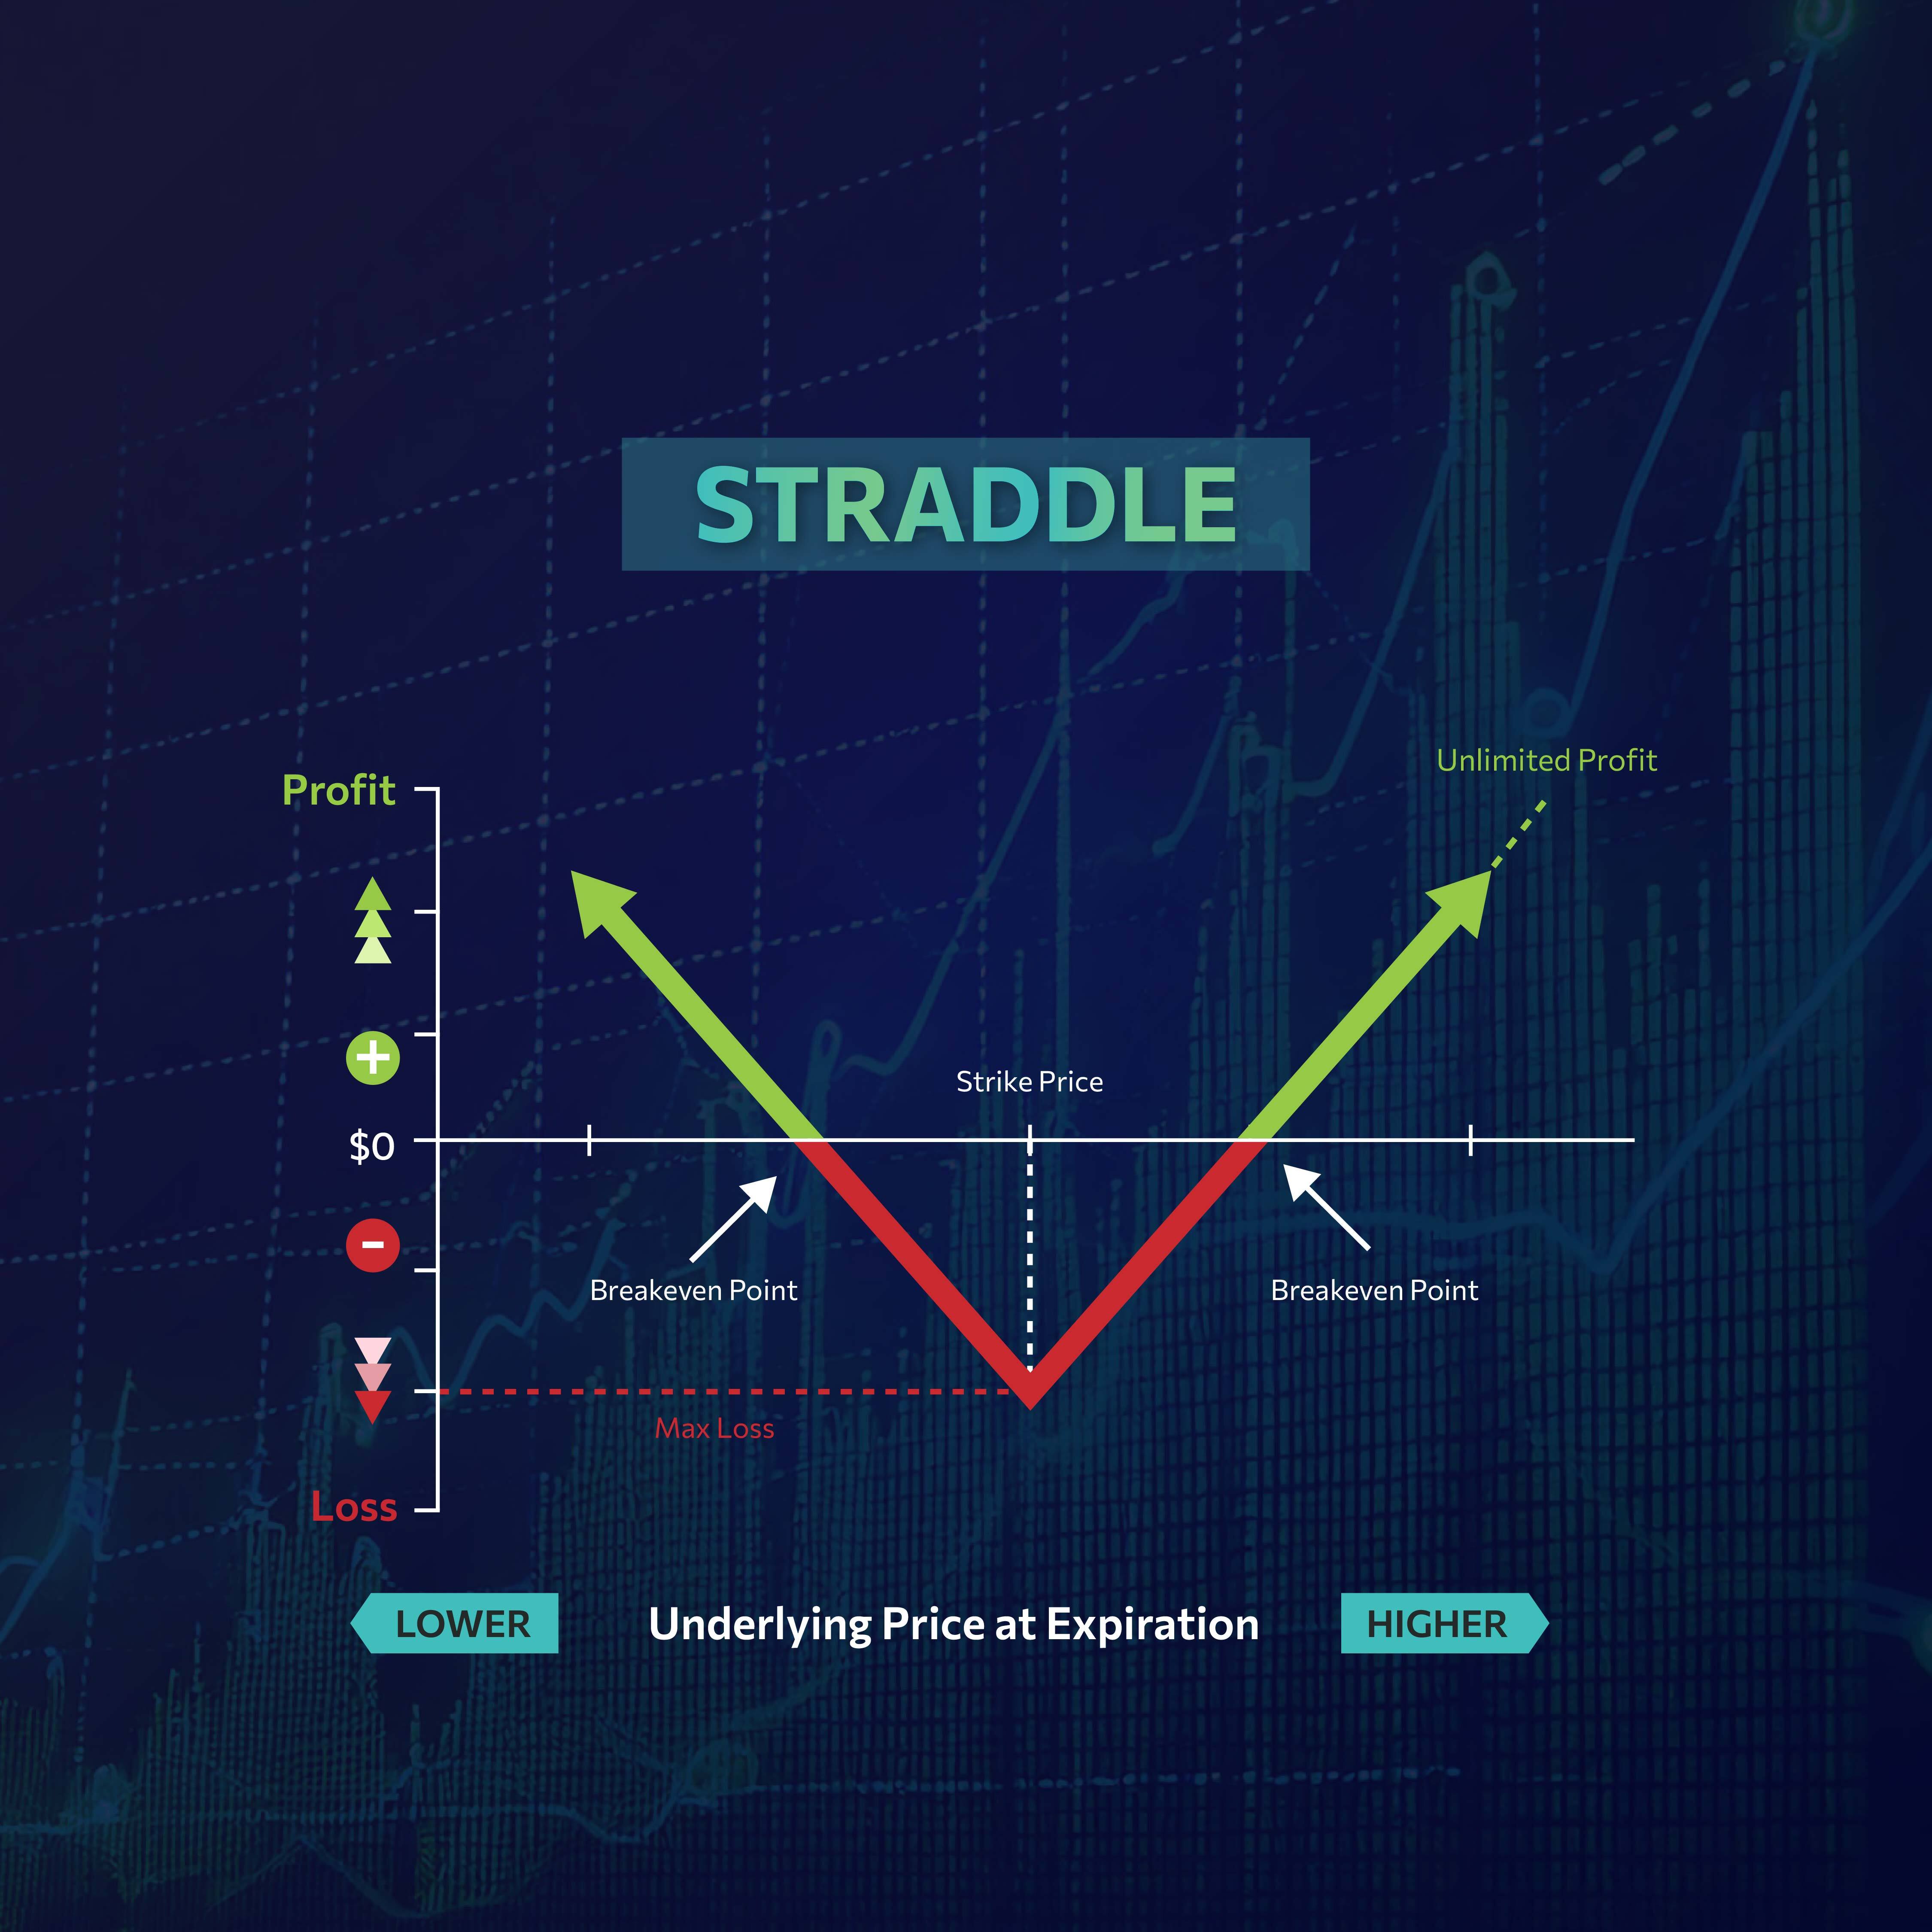 STRADDLE
Unlimited Profit
Profit
+
Strike Price
$0
-
Breakeven Point
Breakeven Point
Max Loss
Loss
LOWER
Underlying Price at Expiration
HIGHER